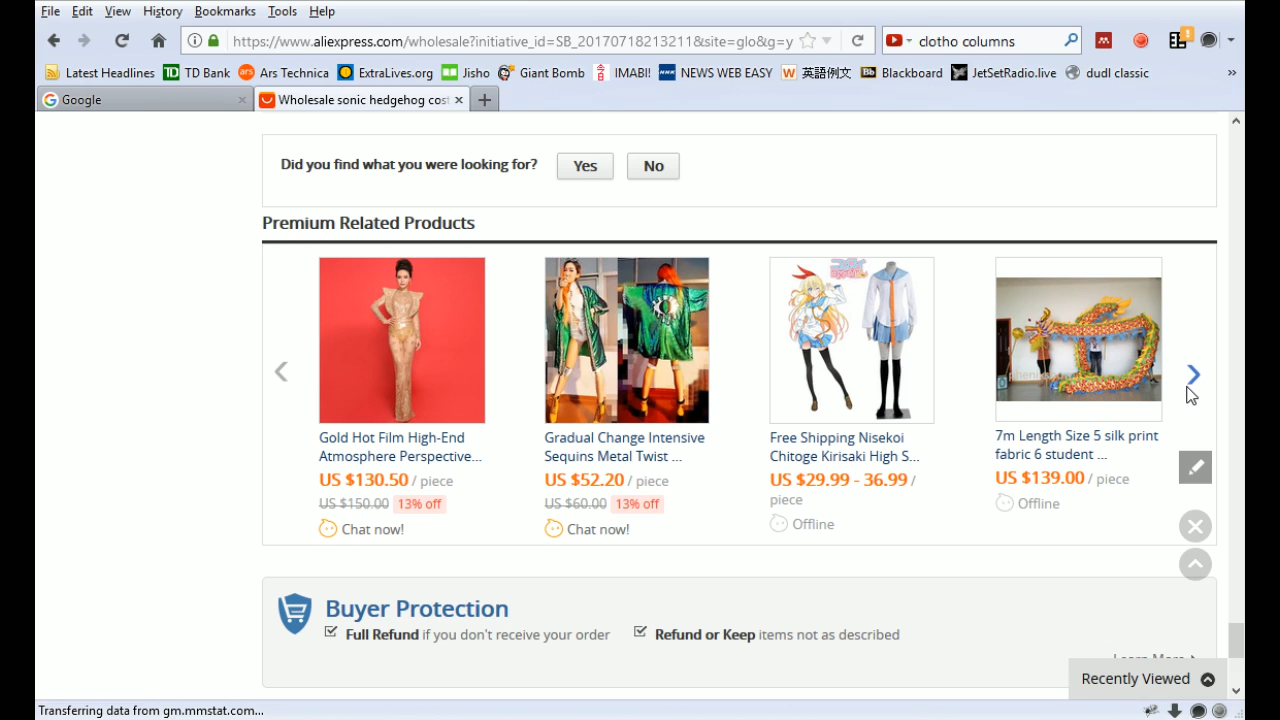 File Edit View History Bookmarks Tools Help
https://www.aliexpress.com/wholesale?initiative_id=SB_20170718213211&site=glo&g=y
clotho columns
Latest Headlines TD Bank Ars Technica ExtraLives.org Jisho Giant Bomb IMABI! NEWS WEB EASY 英語例文 Blackboard JetSetRadio.live dudl classic
Google
Wholesale sonic hedgehog cost
Did you find what you were looking for? Yes No
Premium Related Products
Gold Hot Film High-End
Atmosphere Perspective...
US $130.50 / piece
US $150.00 13% off
Chat now!
Gradual Change Intensive
Sequins Metal Twist ...
US $52.20 / piece
US $60.00 13% off
Chat now!
Free Shipping Nisekoi
Chitoge Kirisaki High S...
US $29.99 - 36.99 /
piece
Offline
7m Length Size 5 silk print
fabric 6 student ...
US $139.00 / piece
Offline
Buyer Protection
Full Refund if you don't receive your order
Refund or Keep items not as described
Learn More
Recently Viewed
Transferring data from gm.mmstat.com...